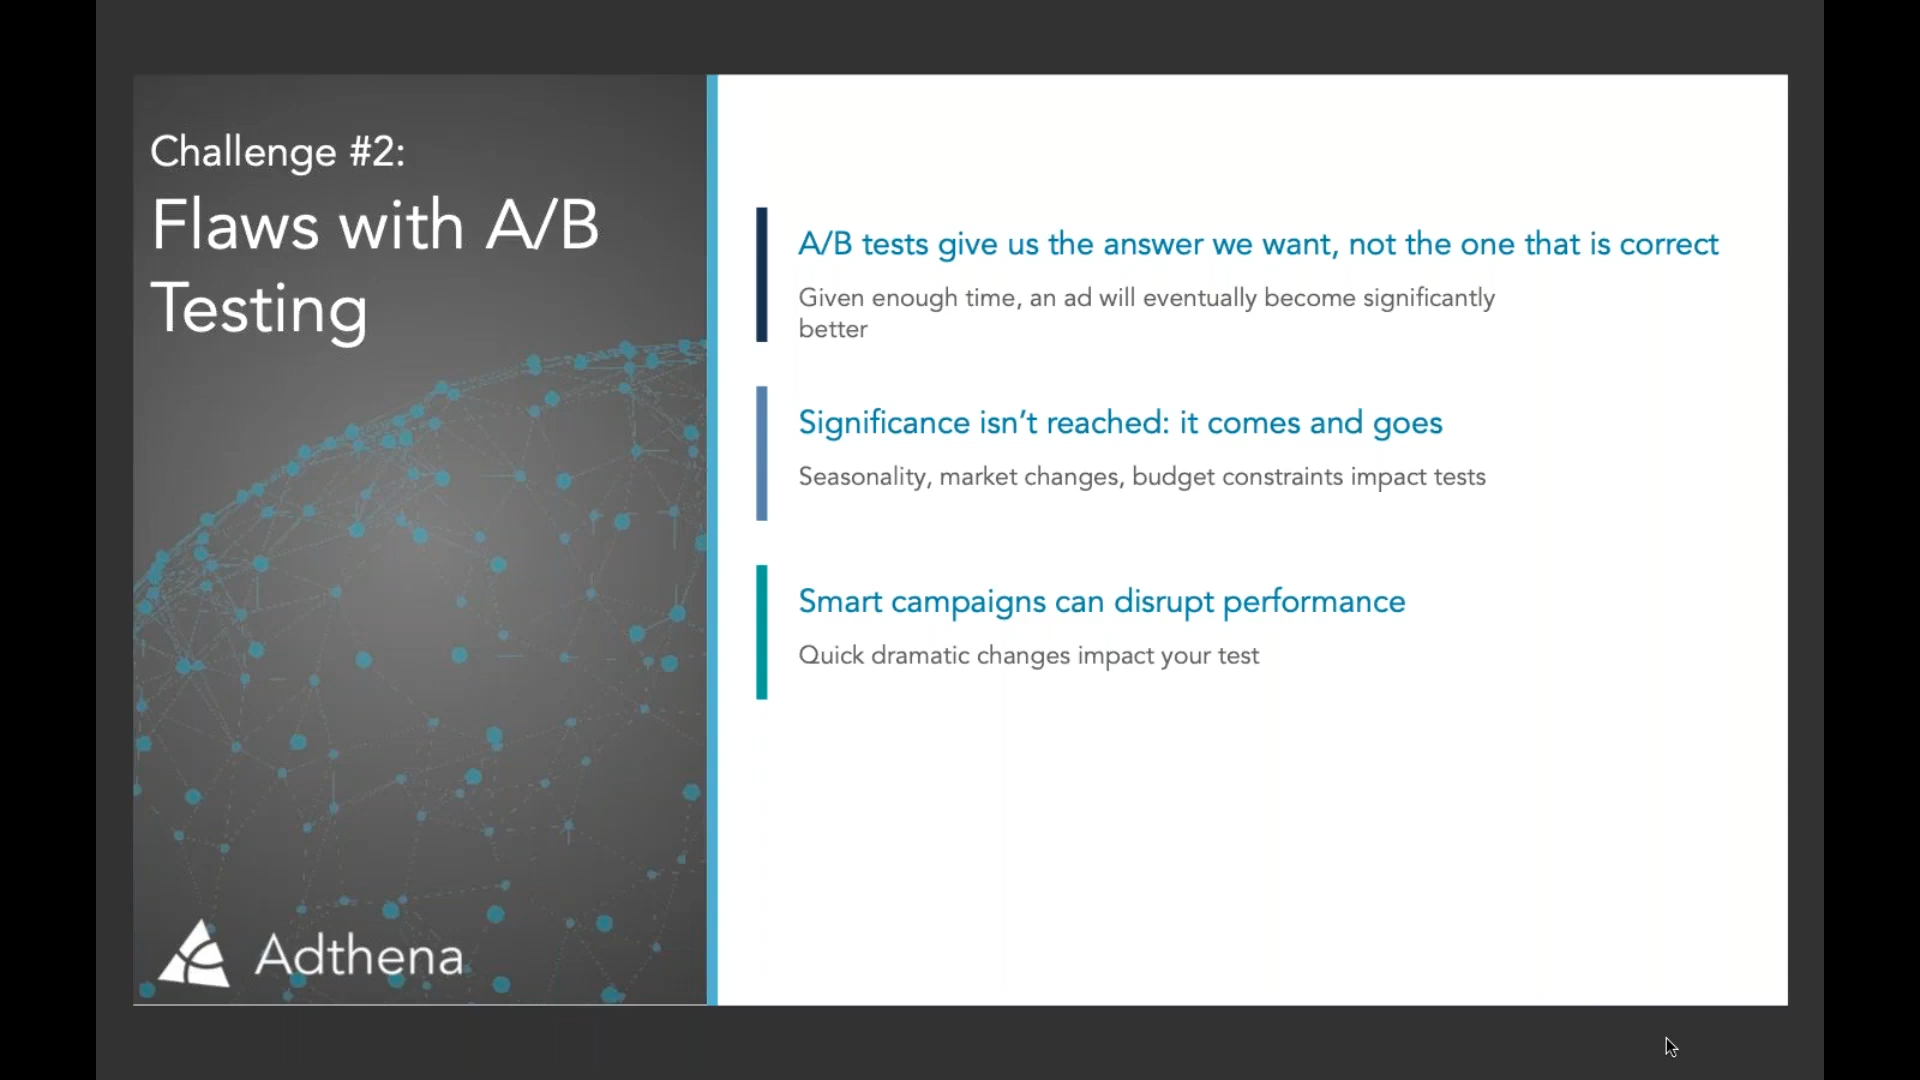 Challenge #2:
Flaws with A/B
Testing
A/B tests give us the answer we want, not the one that is correct
Given enough time, an ad will eventually become significantly
better
Significance isn’t reached: it comes and goes
Seasonality, market changes, budget constraints impact tests
Smart campaigns can disrupt performance
Quick dramatic changes impact your test
Adthena